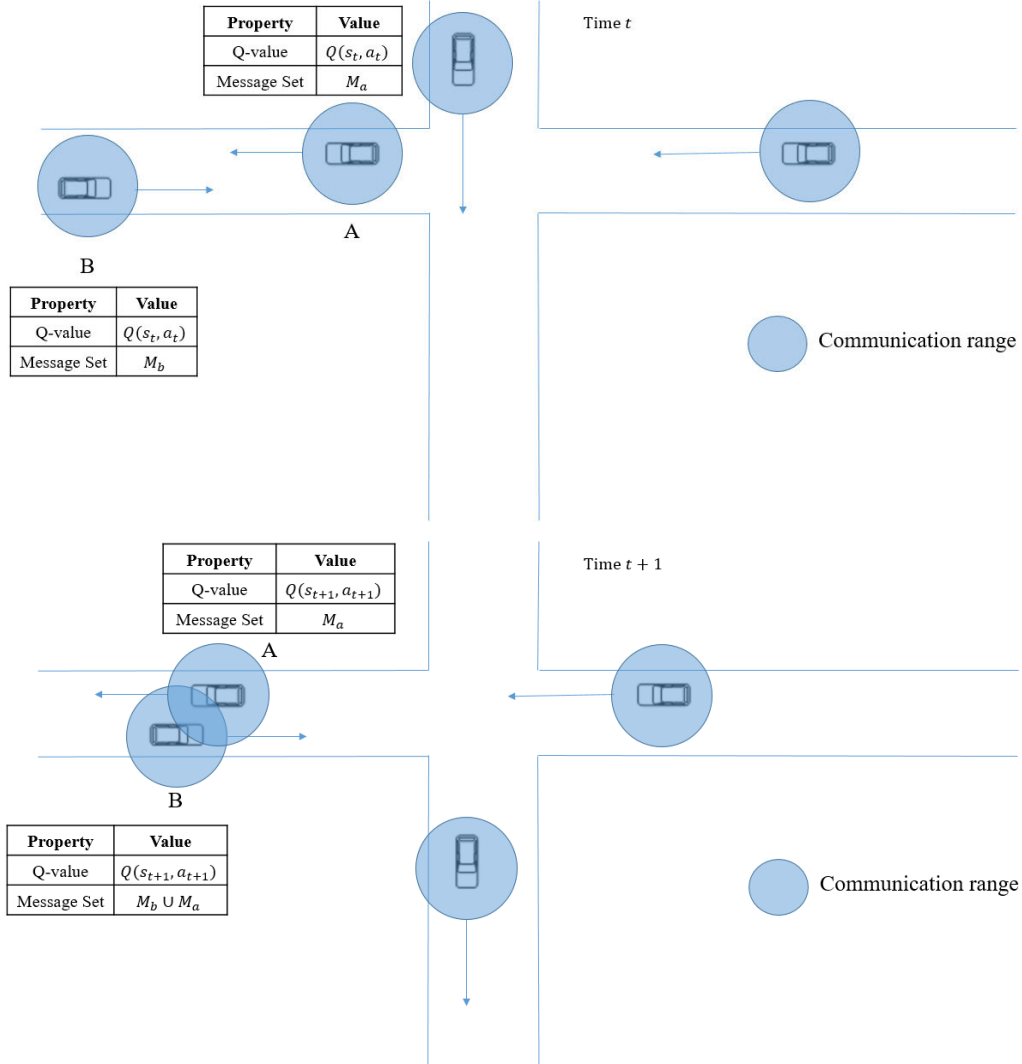 Property Value
Q-value Q(s_t, a_t)
Message Set M_a
Time t
A
B
Property Value
Q-value Q(s_t, a_t)
Message Set M_b
Communication range
Property Value
Q-value Q(s_{t+1}, a_{t+1})
Message Set M_a
Time t + 1
A
B
Property Value
Q-value Q(s_{t+1}, a_{t+1})
Message Set M_b ∪ M_a
Communication range